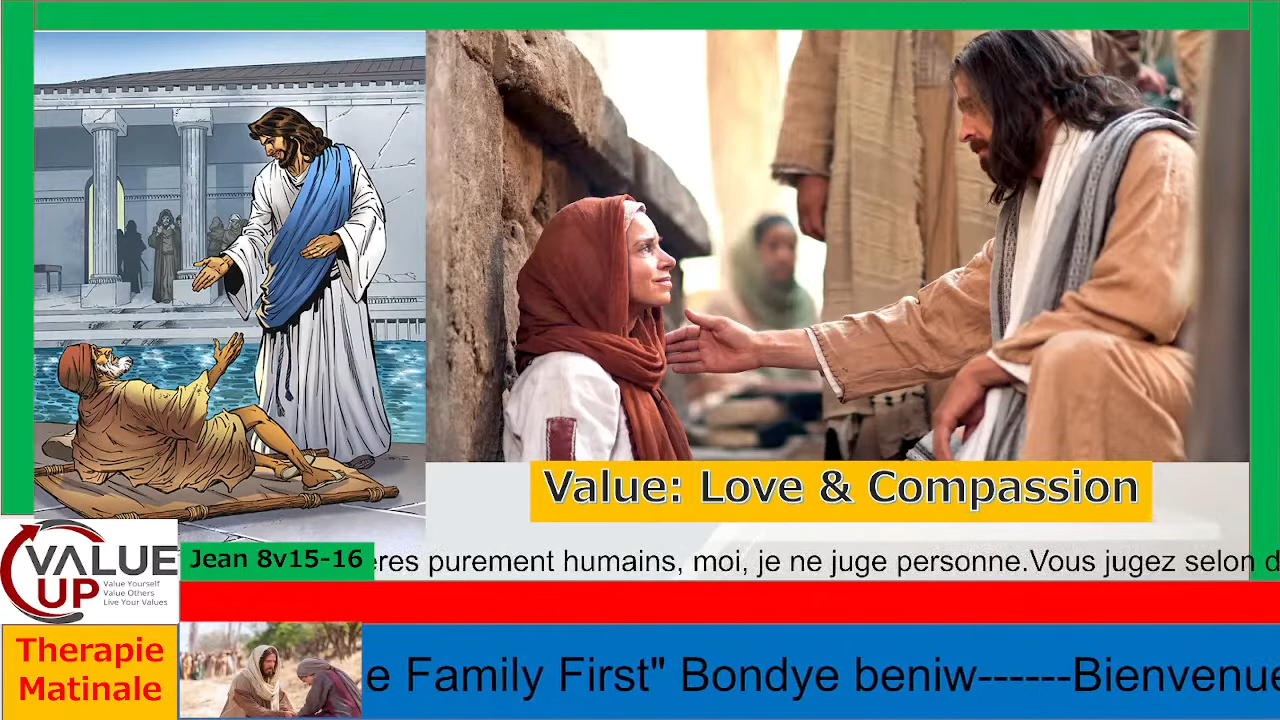 Value: Love & Compassion
VALUE
UP
Value Yourself
Value Others
Live Your Values
Jean 8v15-16
purement humains, moi, je ne juge personne.Vous jugez selon
Therapie
Matinale
Family First" Bondye beniw------Bienvenue